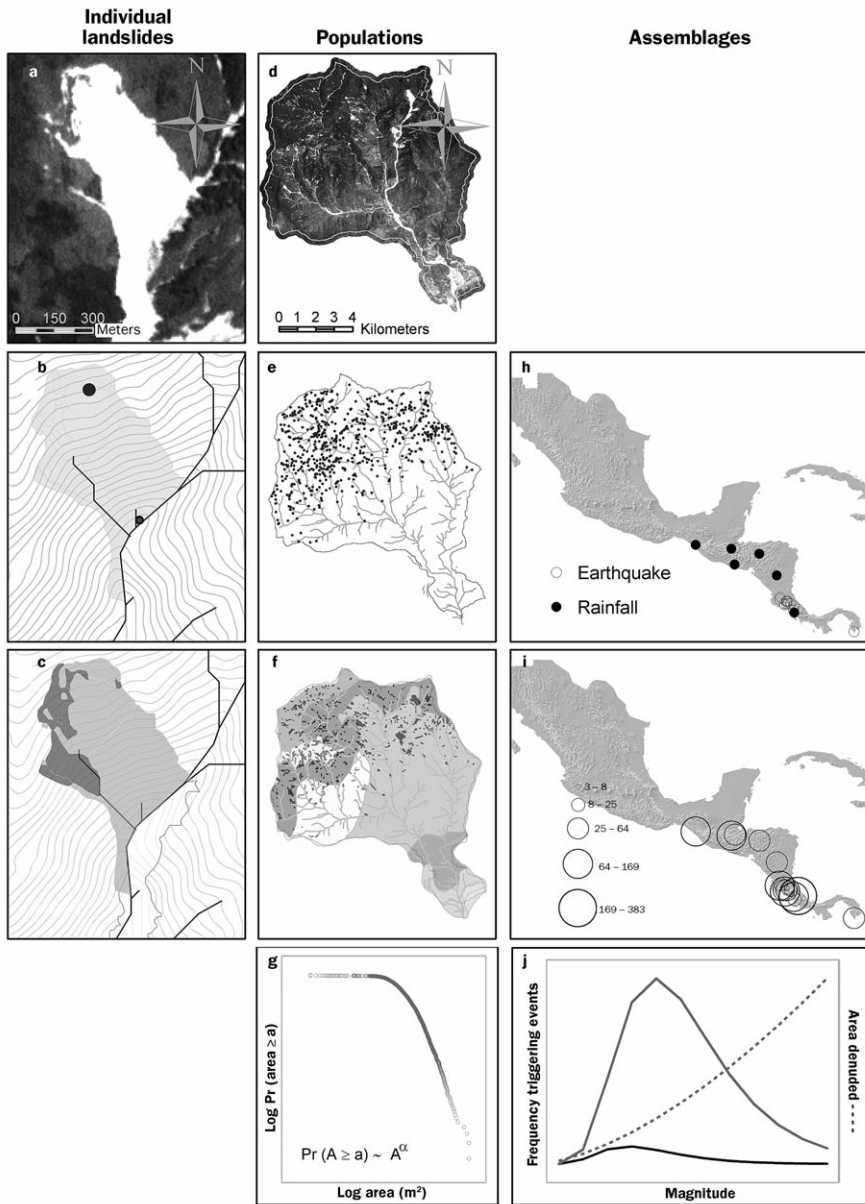 Individual
landslides
Populations
Assemblages
a
N
0 150 300
Meters
d
N
0 1 2 3 4
Kilometers
b
e
h
Earthquake
Rainfall
c
f
i
3 – 8
8 – 25
25 – 64
64 – 169
169 – 383
g
Log Pr (area ≥ a)
Pr (A ≥ a) ~ A^α
Log area (m²)
j
Frequency triggering events
Area denuded ----
Magnitude